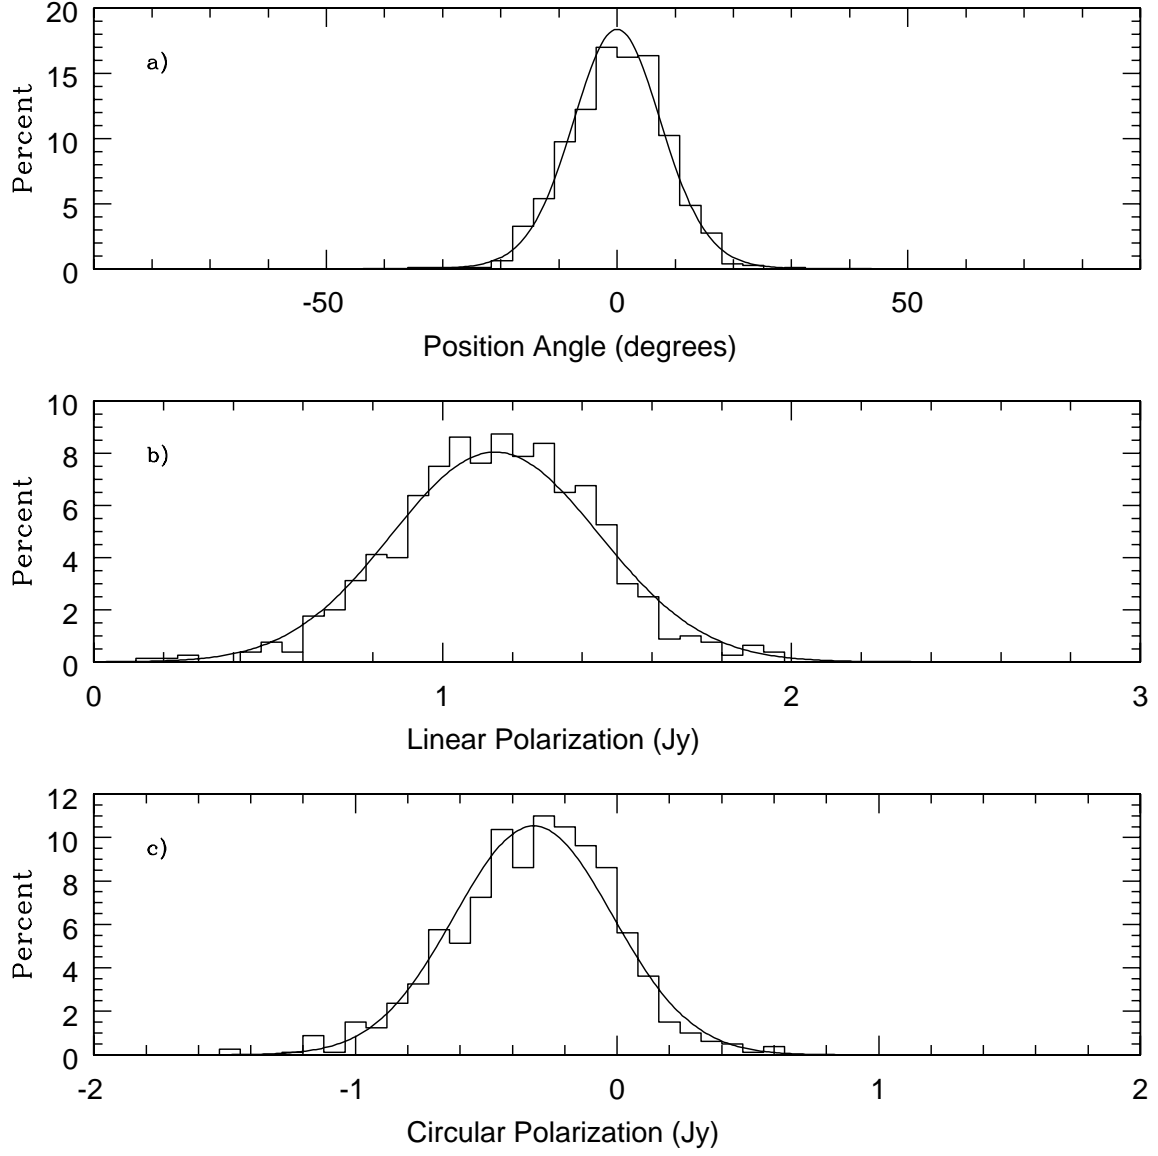 20
15
10
5
0
Percent
a)
-50 0 50
Position Angle (degrees)
10
8
6
4
2
0
Percent
b)
0 1 2 3
Linear Polarization (Jy)
12
10
8
6
4
2
0
Percent
c)
-2 -1 0 1 2
Circular Polarization (Jy)